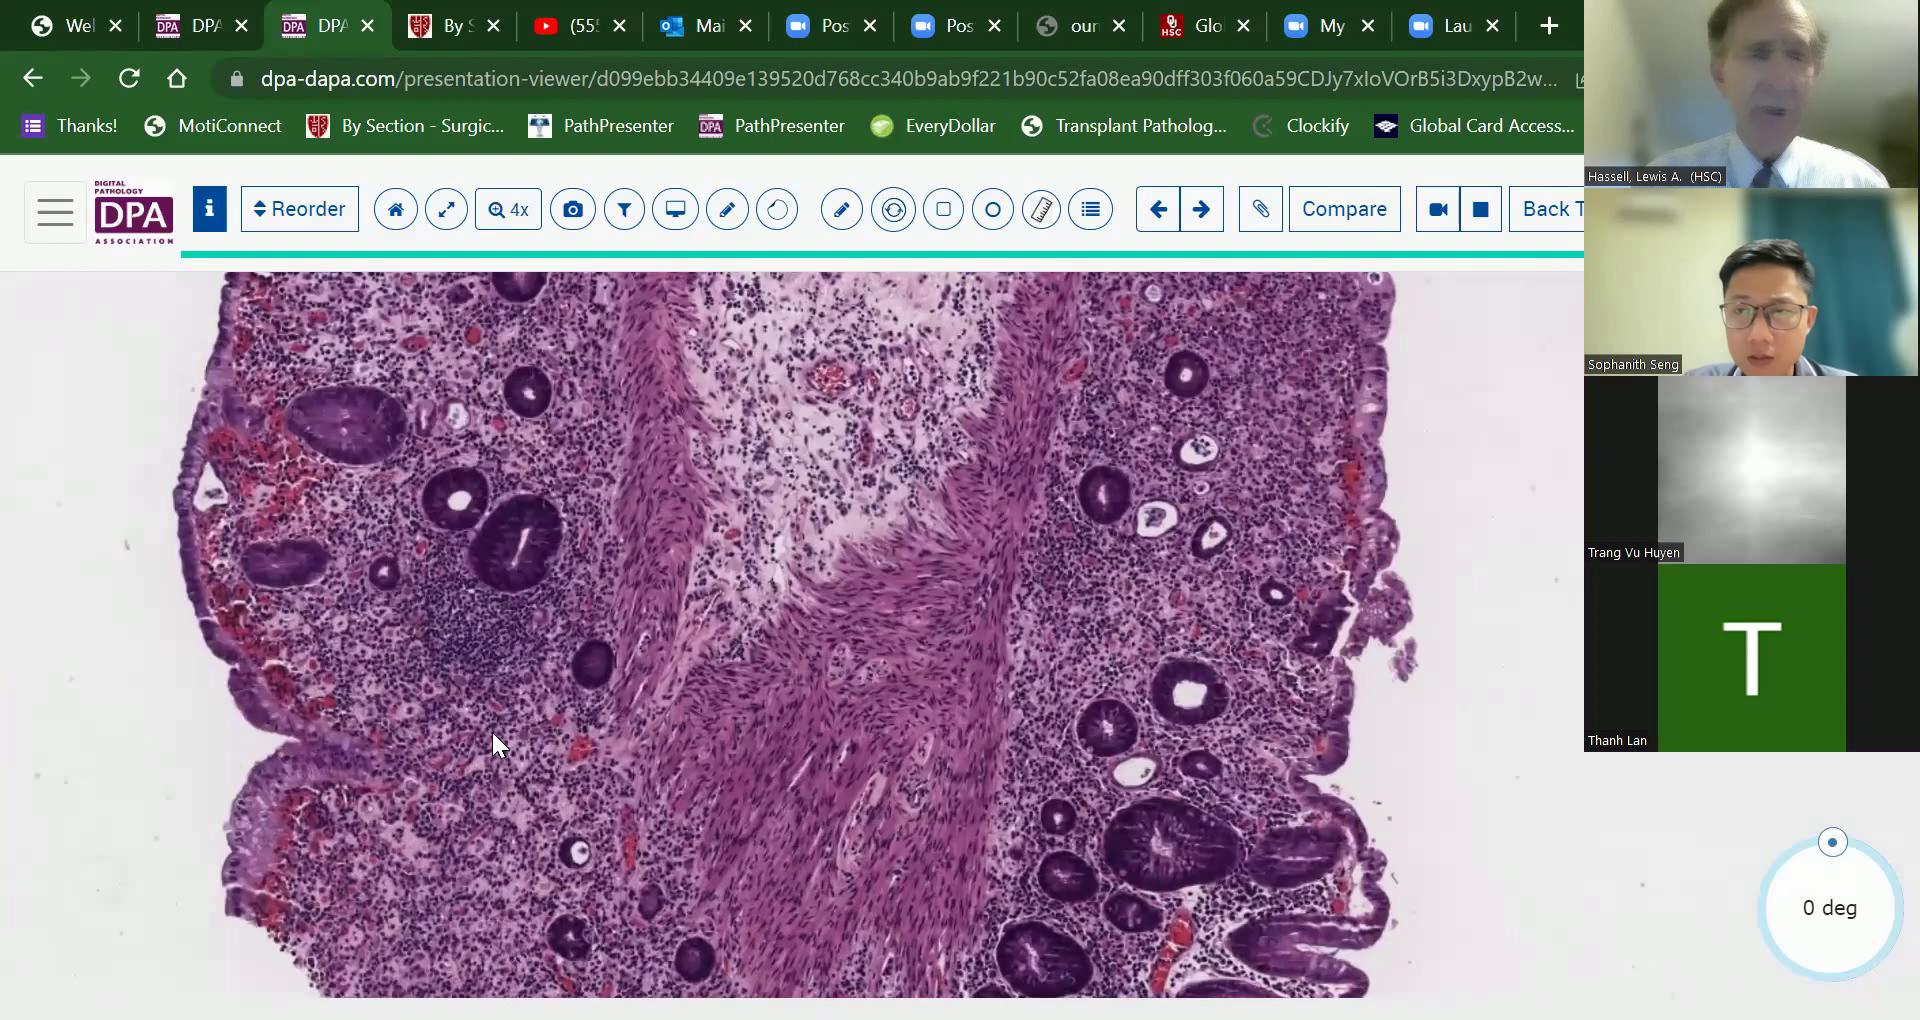 Wel DPA DPA By S (55 Mai Pos Pos our Glo My Lau
dpa-dapa.com/presentation-viewer/d099ebb34409e139520d768cc340b9ab9f221b90c52fa08ea90dff303f060a59CDJy7xIoVOrB5i3DxypB2w...
Thanks! MotiConnect By Section - Surgic... PathPresenter DPA PathPresenter EveryDollar Transplant Patholog... Clockify Global Card Access...
DIGITAL PATHOLOGY
DPA
ASSOCIATION
i Reorder 4x Compare Back T
Hassell, Lewis A. (HSC)
Sophanith Seng
Trang Vu Huyen
T
Thanh Lan
0 deg